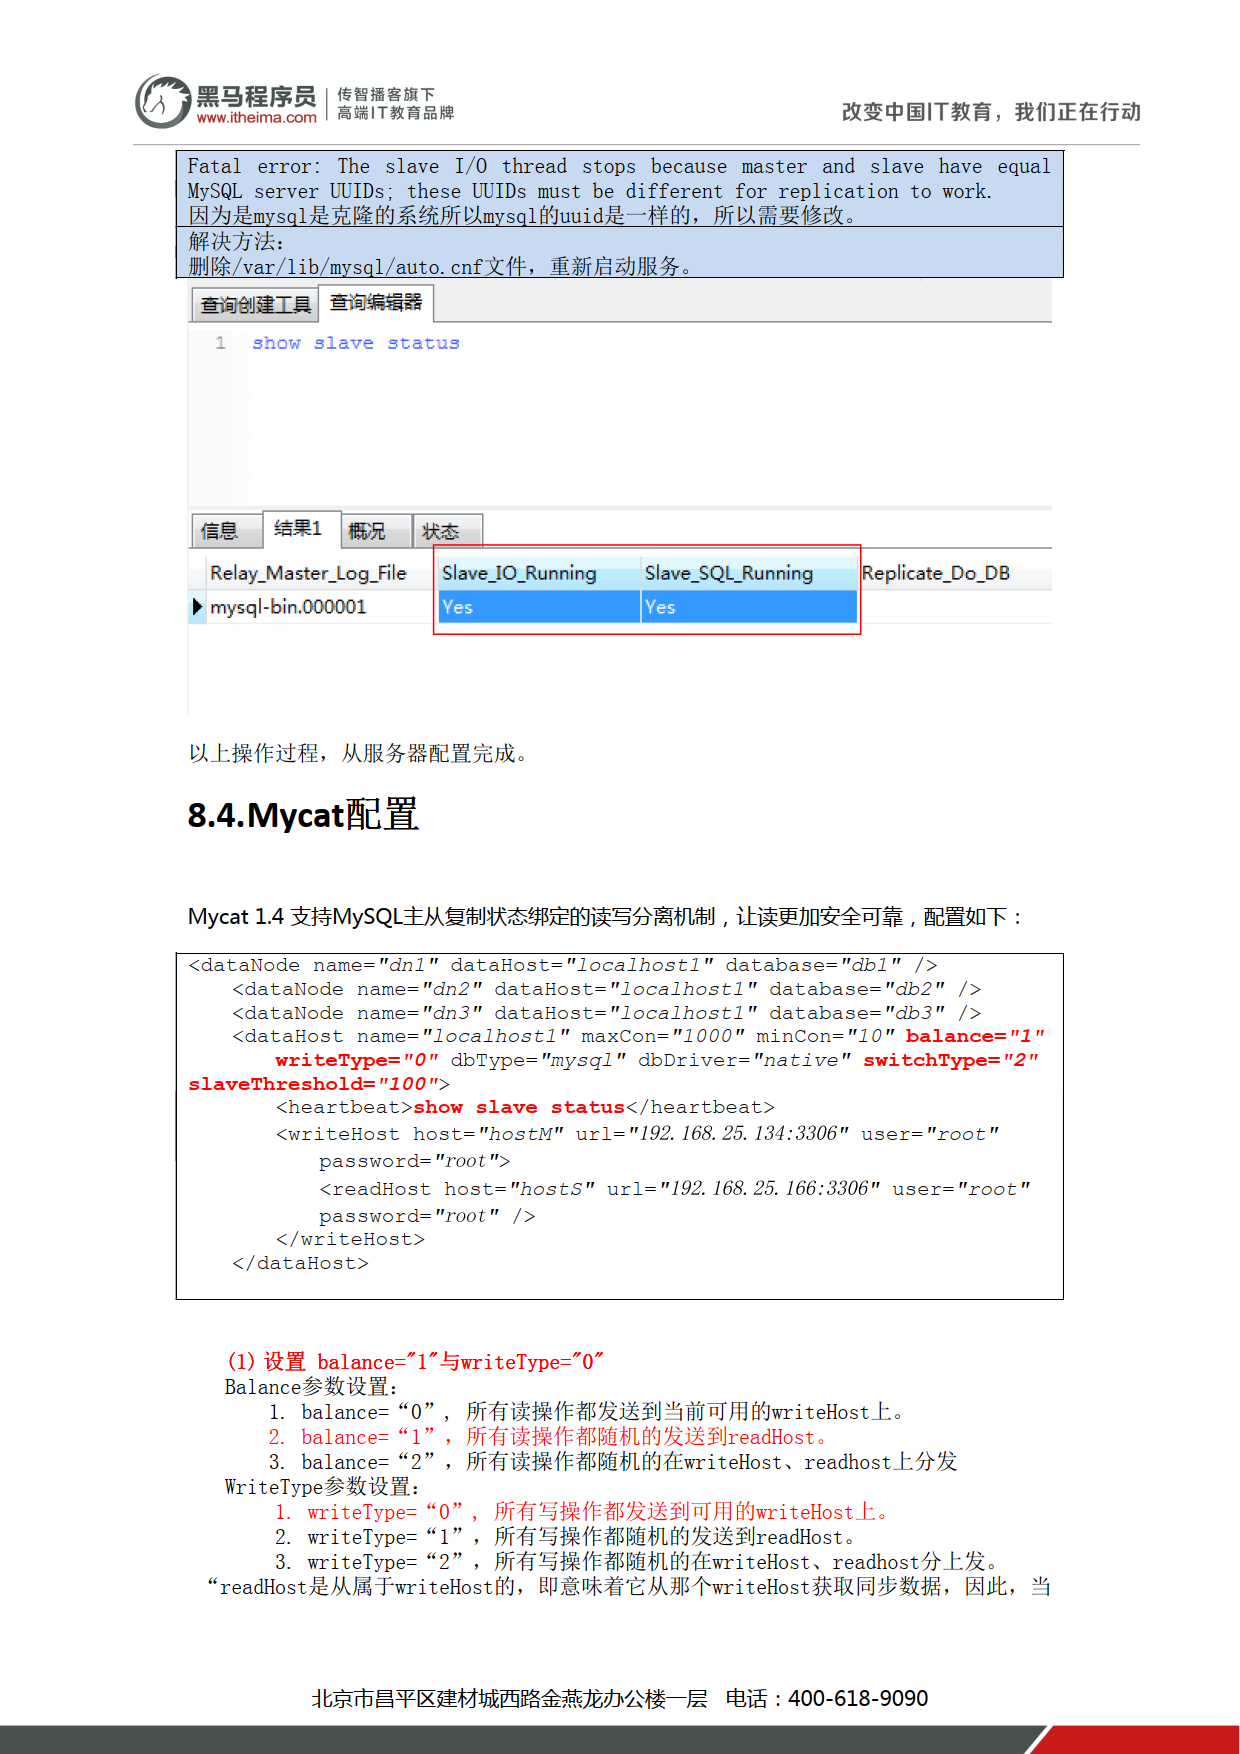 黑马程序员
www.itheima.com
传智播客旗下
高端IT教育品牌
改变中国IT教育，我们正在行动
Fatal error: The slave I/O thread stops because master and slave have equal
MySQL server UUIDs; these UUIDs must be different for replication to work.
因为是mysql是克隆的系统所以mysql的uuid是一样的，所以需要修改。
解决方法：
删除/var/lib/mysql/auto.cnf文件，重新启动服务。
查询创建工具 查询编辑器
1 show slave status
信息 结果1 概况 状态
Relay_Master_Log_File Slave_IO_Running Slave_SQL_Running Replicate_Do_DB
mysql-bin.000001 Yes Yes
以上操作过程，从服务器配置完成。
8.4.Mycat配置
Mycat 1.4 支持MySQL主从复制状态绑定的读写分离机制，让读更加安全可靠，配置如下：
<dataNode name="dn1" dataHost="localhost1" database="db1" />
<dataNode name="dn2" dataHost="localhost1" database="db2" />
<dataNode name="dn3" dataHost="localhost1" database="db3" />
<dataHost name="localhost1" maxCon="1000" minCon="10" balance="1"
writeType="0" dbType="mysql" dbDriver="native" switchType="2"
slaveThreshold="100">
<heartbeat>show slave status</heartbeat>
<writeHost host="hostM" url="192.168.25.134:3306" user="root"
password="root">
<readHost host="hostS" url="192.168.25.166:3306" user="root"
password="root" />
</writeHost>
</dataHost>
(1) 设置 balance="1"与writeType="0"
Balance参数设置：
1. balance=“0”, 所有读操作都发送到当前可用的writeHost上。
2. balance=“1”，所有读操作都随机的发送到readHost。
3. balance=“2”，所有读操作都随机的在writeHost、readhost上分发
WriteType参数设置：
1. writeType=“0”, 所有写操作都发送到可用的writeHost上。
2. writeType=“1”，所有写操作都随机的发送到readHost。
3. writeType=“2”，所有写操作都随机的在writeHost、readhost分上发。
“readHost是从属于writeHost的，即意味着它从那个writeHost获取同步数据，因此，当
北京市昌平区建材城西路金燕龙办公楼一层 电话：400-618-9090